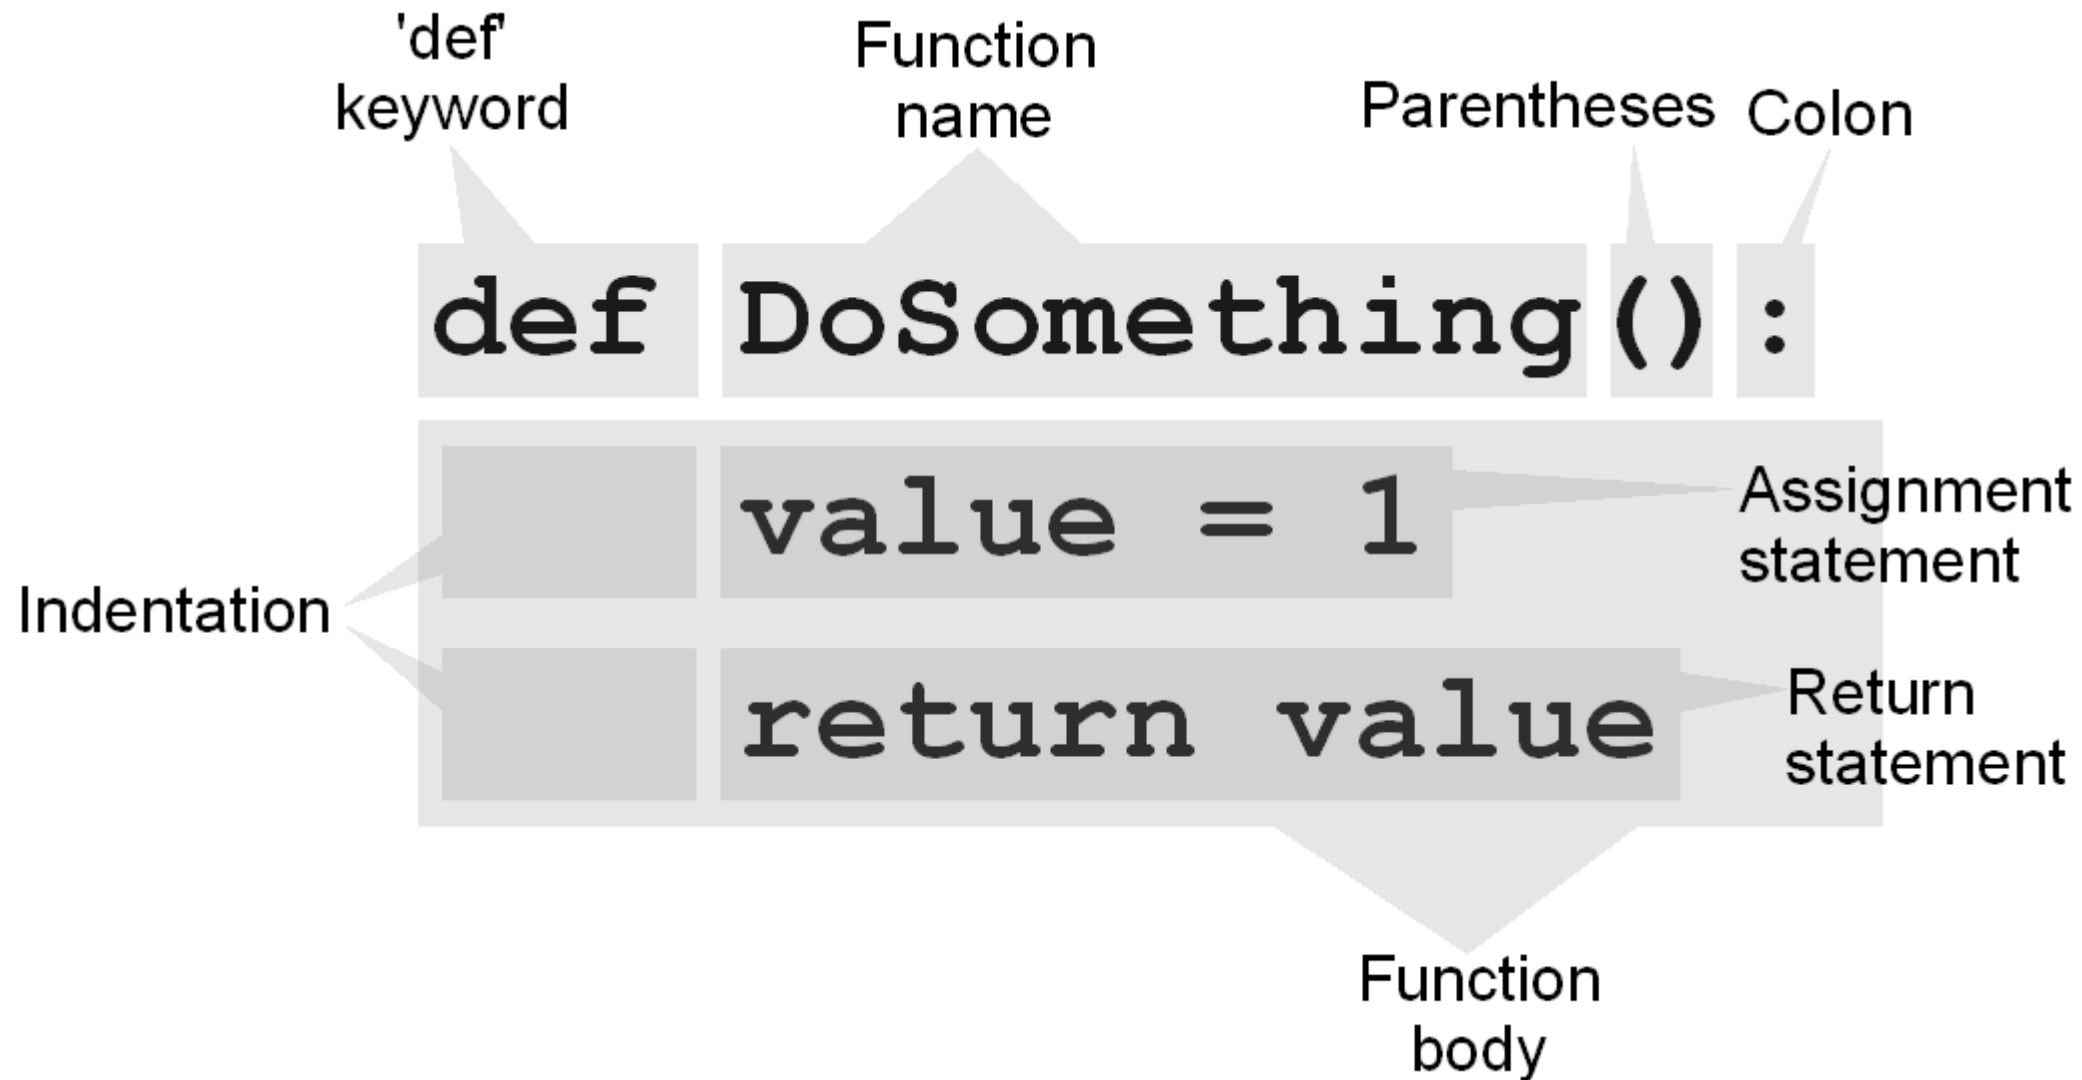 'def'
keyword
Function
name
Parentheses
Colon
def DoSomething():
value = 1
Assignment
statement
Indentation
return value
Return
statement
Function
body